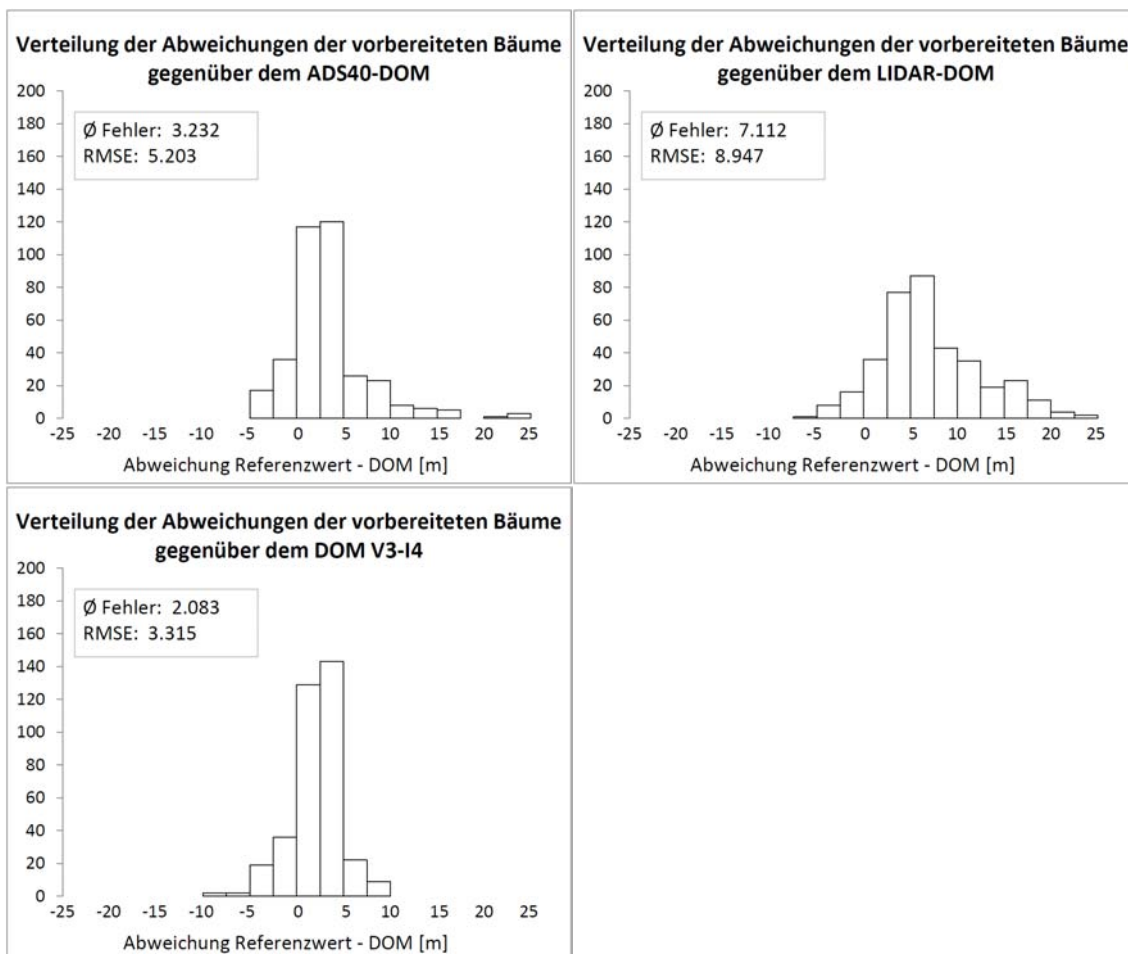 Verteilung der Abweichungen der vorbereiteten Bäume
gegenüber dem ADS40-DOM
200
180
160
140
120
100
80
60
40
20
0
Ø Fehler: 3.232
RMSE: 5.203
-25 -20 -15 -10 -5 0 5 10 15 20 25
Abweichung Referenzwert - DOM [m]
Verteilung der Abweichungen der vorbereiteten Bäume
gegenüber dem LIDAR-DOM
200
180
160
140
120
100
80
60
40
20
0
Ø Fehler: 7.112
RMSE: 8.947
-25 -20 -15 -10 -5 0 5 10 15 20 25
Abweichung Referenzwert - DOM [m]
Verteilung der Abweichungen der vorbereiteten Bäume
gegenüber dem DOM V3-I4
200
180
160
140
120
100
80
60
40
20
0
Ø Fehler: 2.083
RMSE: 3.315
-25 -20 -15 -10 -5 0 5 10 15 20 25
Abweichung Referenzwert - DOM [m]